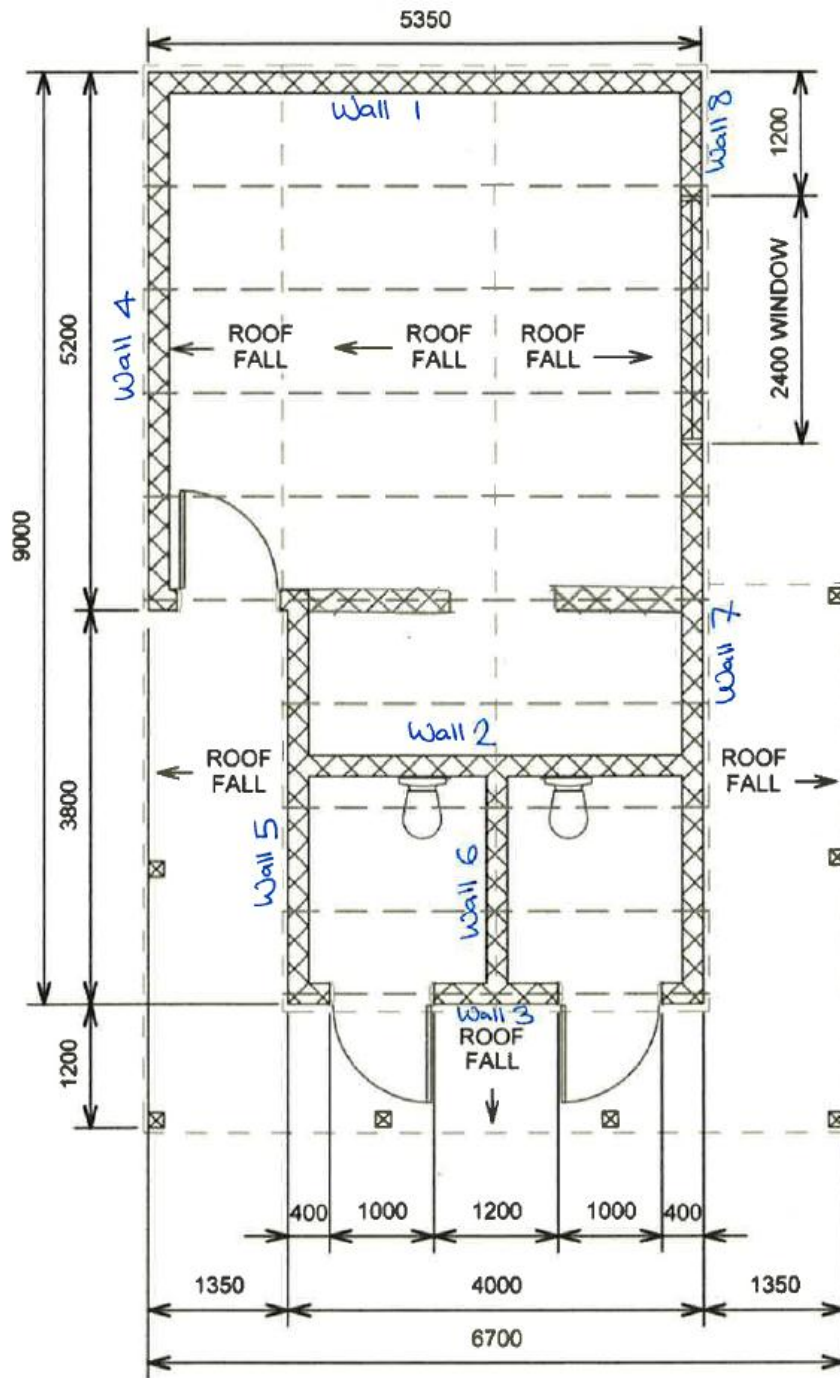 5350
Wall 1
Wall 8
1200
2400 WINDOW
Wall 4
5200
9000
ROOF
FALL
ROOF
FALL
ROOF
FALL
Wall 7
Wall 2
ROOF
FALL
ROOF
FALL
3800
Wall 5
Wall 6
Wall 3
ROOF
FALL
1200
400
1000
1200
1000
400
1350
4000
1350
6700